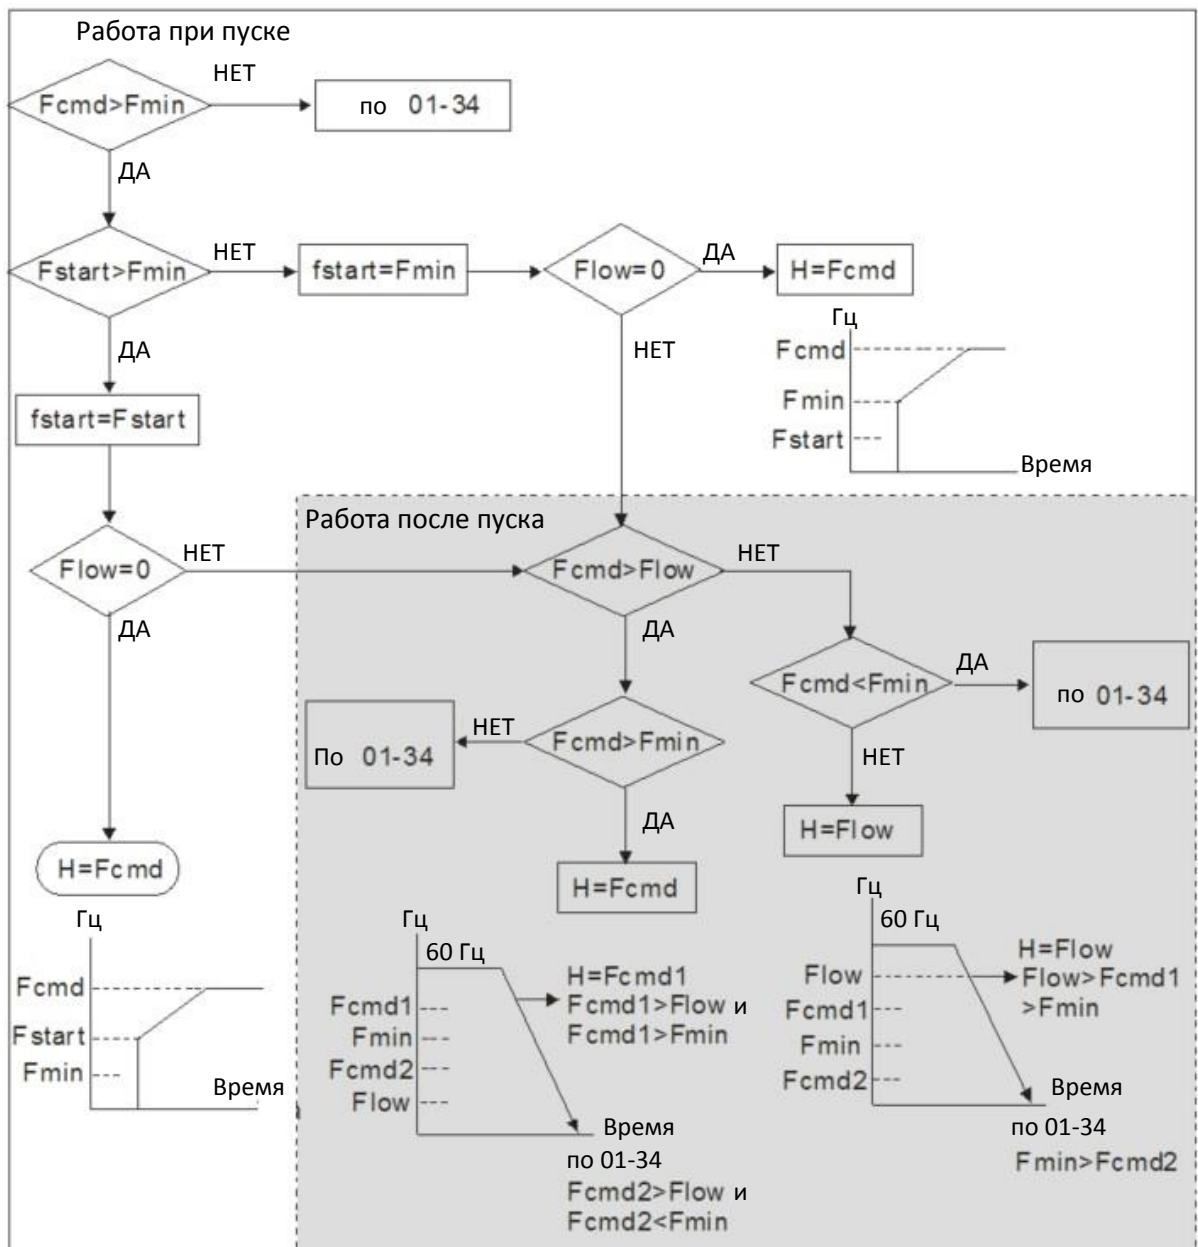 Работа при пуске
Fcmd>Fmin
НЕТ
по 01-34
ДА
Fstart>Fmin
НЕТ
fstart=Fmin
Flow=0
ДА
H=Fcmd
ДА
НЕТ
fstart=Fstart
Гц
Fcmd
Fmin
Fstart
Время
Flow=0
НЕТ
ДА
H=Fcmd
Гц
Fcmd
Fstart
Fmin
Время
Работа после пуска
Fcmd>Flow
НЕТ
ДА
Fcmd<Fmin
ДА
по 01-34
НЕТ
H=Flow
Fcmd>Fmin
НЕТ
По 01-34
ДА
H=Fcmd
Гц
60 Гц
Fcmd1
Fmin
Fcmd2
Flow
H=Fcmd1
Fcmd1>Flow и
Fcmd1>Fmin
Время
по 01-34
Fcmd2>Flow и
Fcmd2<Fmin
Гц
60 Гц
Flow
Fcmd1
Fmin
Fcmd2
H=Flow
Flow>Fcmd1
>Fmin
Время
по 01-34
Fmin>Fcmd2